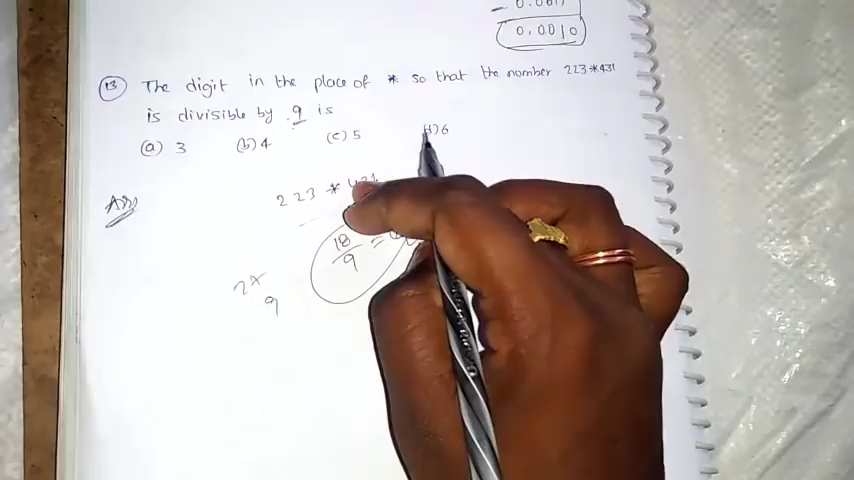 0.0010
13 The digit in the place of * so that the number 223*431
is divisible by 9 is
(a) 3 (b) 4 (c) 5 (d) 6
Ans
223 *
18/9 =
9